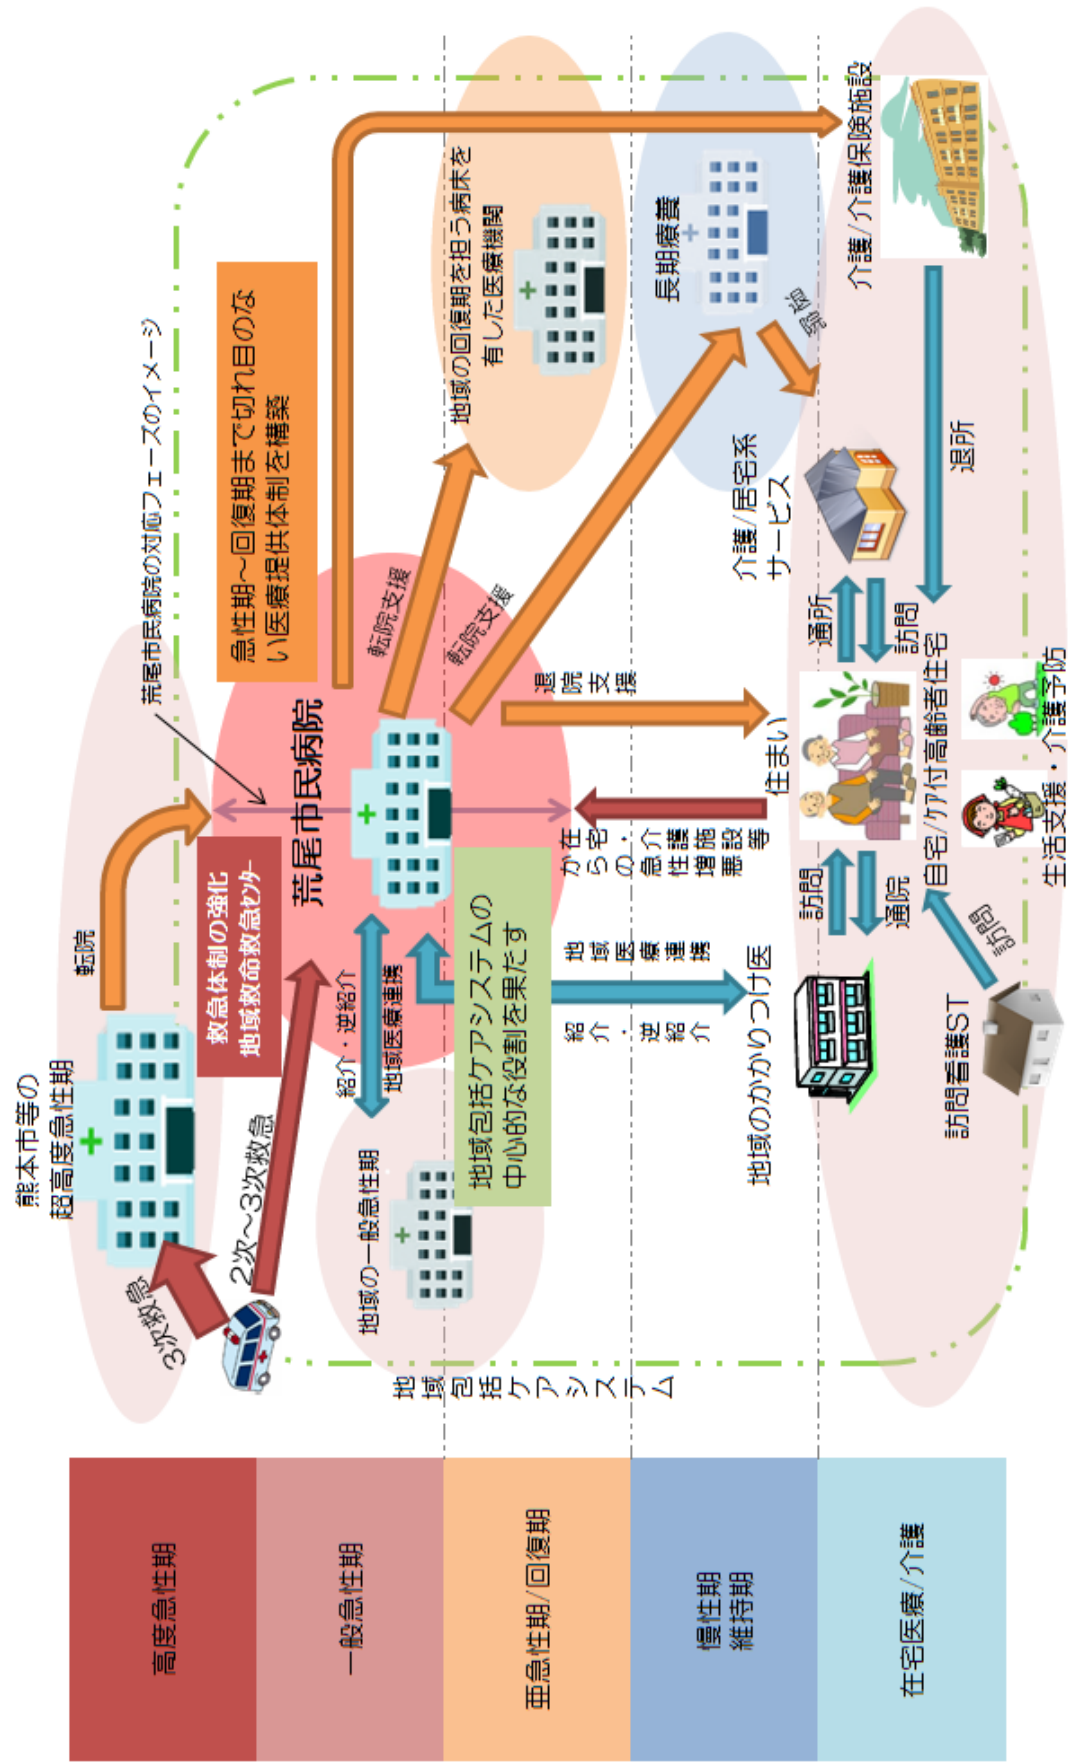 熊本市等の
超高度急性期
転院
荒尾市民病院の対応フェーズのイメージ
3次救急
2次～3次救急
救急体制の強化
地域救命救急ｾﾝﾀｰ
急性期～回復期まで切れ目のな
い医療提供体制を構築
荒尾市民病院
地域の一般急性期
紹介・逆紹介
地域医療連携
転院支援
転院支援
地域の回復期を担う病床を
有した医療機関
地域包括ケアシステム
地域包括ケアシステムの
中心的な役割を果たす
紹介・逆紹介
地域医療連携
在宅・介護施設等
からの急性増悪
退院支援
長期療養
退院
地域のかかりつけ医
住まい
介護/居宅系
サービス
介護/介護保険施設
訪問
通院
通所
訪問
退所
訪問看護ST
訪問
自宅/ｹｱ付高齢者住宅
生活支援・介護予防
高度急性期
一般急性期
亜急性期/回復期
慢性期
維持期
在宅医療/介護